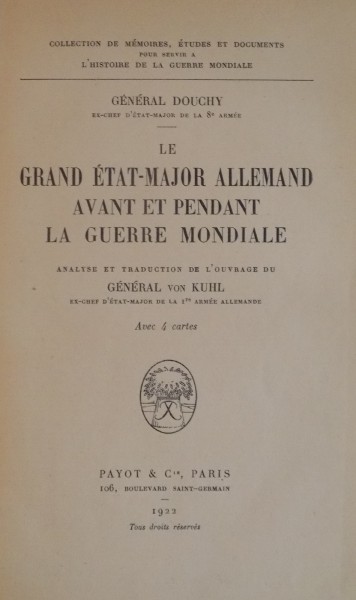 COLLECTION DE MÉMOIRES, ÉTUDES ET DOCUMENTS
POUR SERVIR A
L'HISTOIRE DE LA GUERRE MONDIALE
GÉNÉRAL DOUCHY
EX-CHEF D'ÉTAT-MAJOR DE LA 8e ARMÉE
LE
GRAND ÉTAT-MAJOR ALLEMAND
AVANT ET PENDANT
LA GUERRE MONDIALE
ANALYSE ET TRADUCTION DE L'OUVRAGE DU
GÉNÉRAL VON KUHL
EX-CHEF D'ÉTAT-MAJOR DE LA 1re ARMÉE ALLEMANDE
Avec 4 cartes
PAYOT & Cie, PARIS
106, BOULEVARD SAINT-GERMAIN
1922
Tous droits réservés